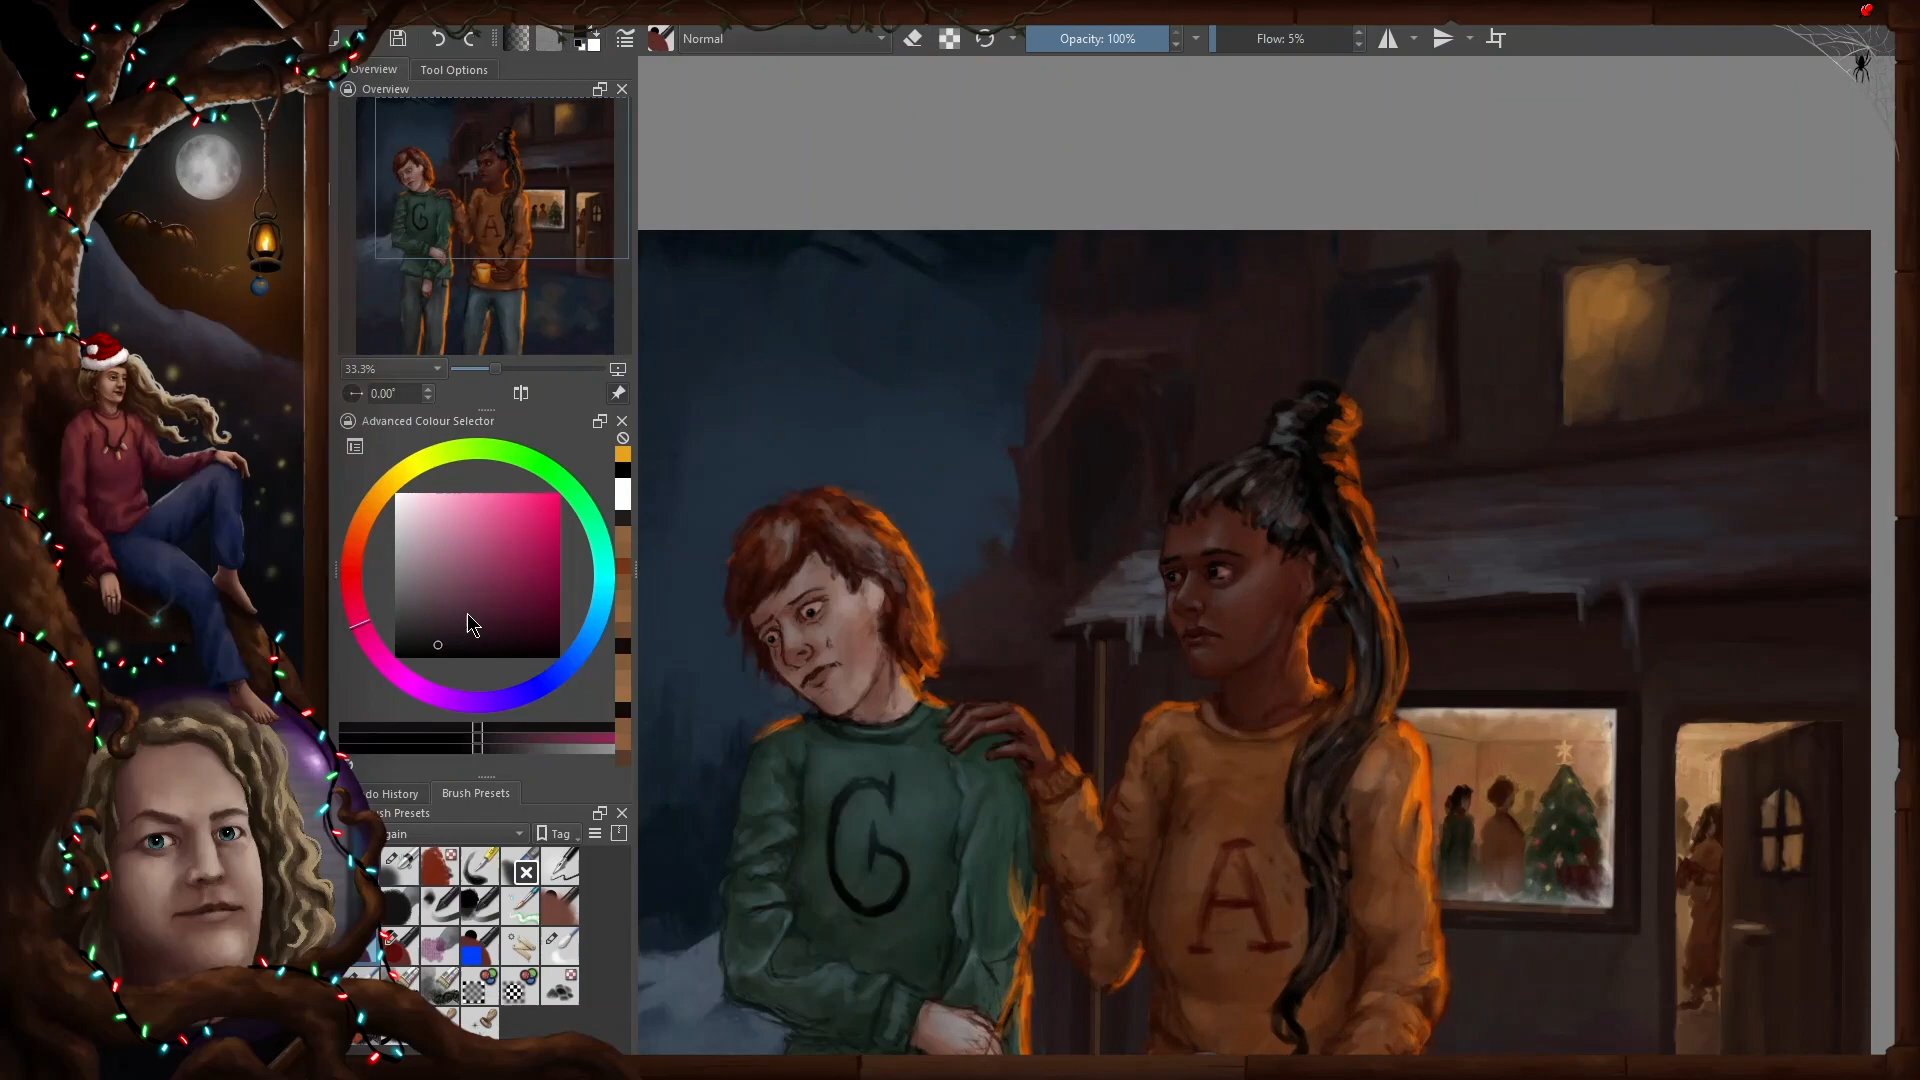 Normal
Opacity: 100%
Flow: 5%
Overview
Tool Options
Overview
33.3%
0.00°
Advanced Colour Selector
do History
Brush Presets
sh Presets
gain
Tag
G
A